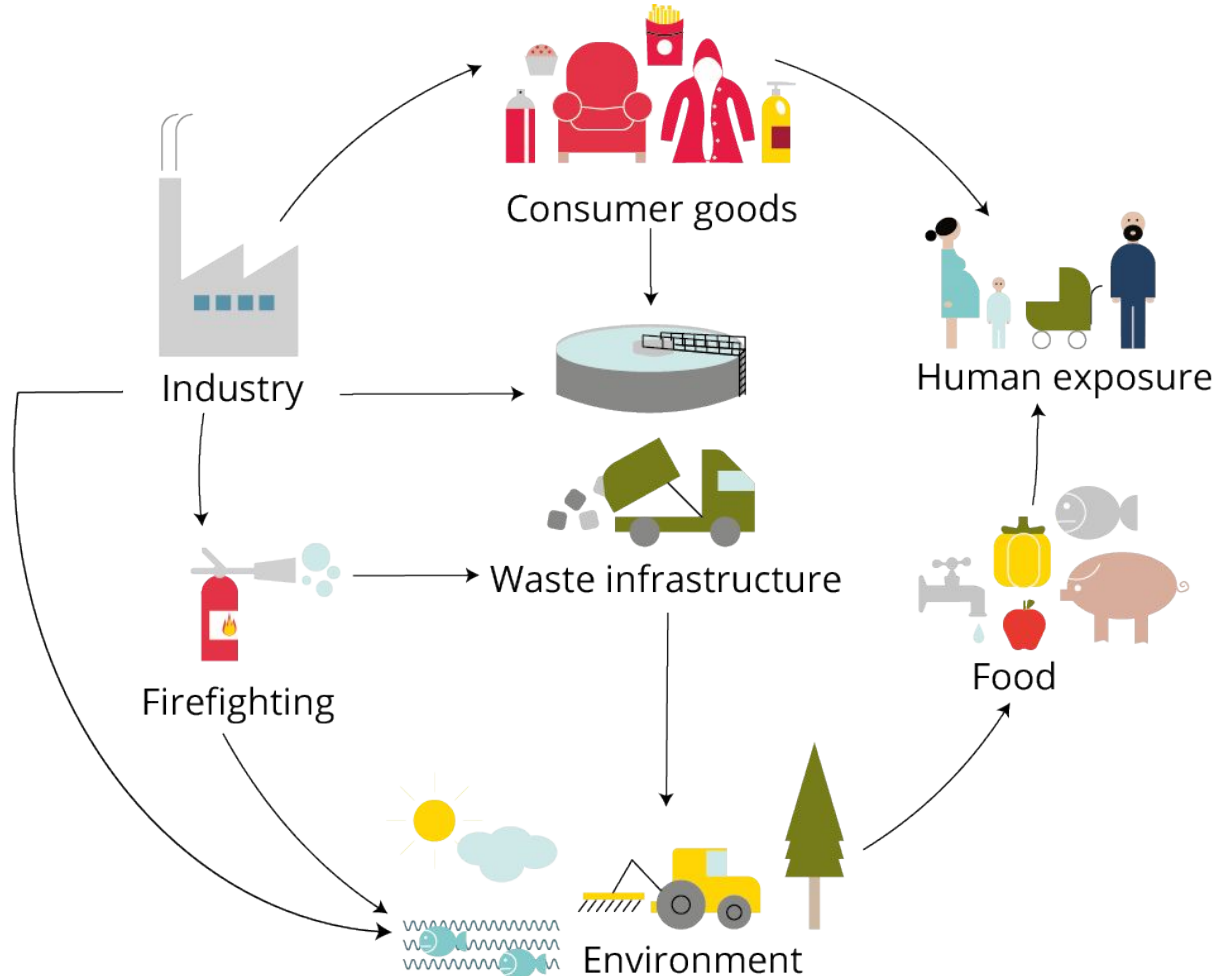 Consumer goods
Industry
Human exposure
Waste infrastructure
Firefighting
Food
Environment